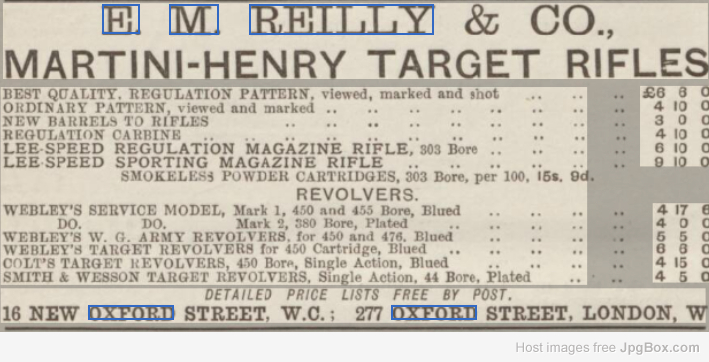 E. M. REILLY & CO.,
MARTINI-HENRY TARGET RIFLES
BEST QUALITY, REGULATION PATTERN, viewed, marked and shot .. .. .. £6 6 0
ORDINARY PATTERN, viewed and marked .. .. .. .. .. .. .. 4 10 0
NEW BARRELS TO RIFLES .. .. .. .. .. .. .. 3 0 0
REGULATION CARBINE .. .. .. .. .. .. .. .. .. 4 10 0
LEE-SPEED REGULATION MAGAZINE RIFLE, 303 Bore .. .. .. .. 6 10 0
LEE-SPEED SPORTING MAGAZINE RIFLE .. .. .. .. .. .. 9 10 0
SMOKELESS POWDER CARTRIDGES, 303 Bore, per 100, 15s. 9d.
REVOLVERS.
WEBLEY'S SERVICE MODEL, Mark 1, 450 and 455 Bore, Blued .. .. .. .. 4 17 6
DO. DO. Mark 2, 380 Bore, Plated .. .. .. .. 4 0 0
WEBLEY'S W. G. ARMY REVOLVERS, for 450 and 476, Blued .. .. .. .. 5 5 0
WEBLEY'S TARGET REVOLVERS for 450 Cartridge, Blued .. .. .. .. 6 6 0
COLT'S TARGET REVOLVERS, 450 Bore, Single Action, Blued .. .. .. .. 4 15 0
SMITH & WESSON TARGET REVOLVERS, Single Action, 44 Bore, Plated .. .. 4 5 0
DETAILED PRICE LISTS FREE BY POST.
16 NEW OXFORD STREET, W.C.; 277 OXFORD STREET, LONDON, W
Host images free JpgBox.com